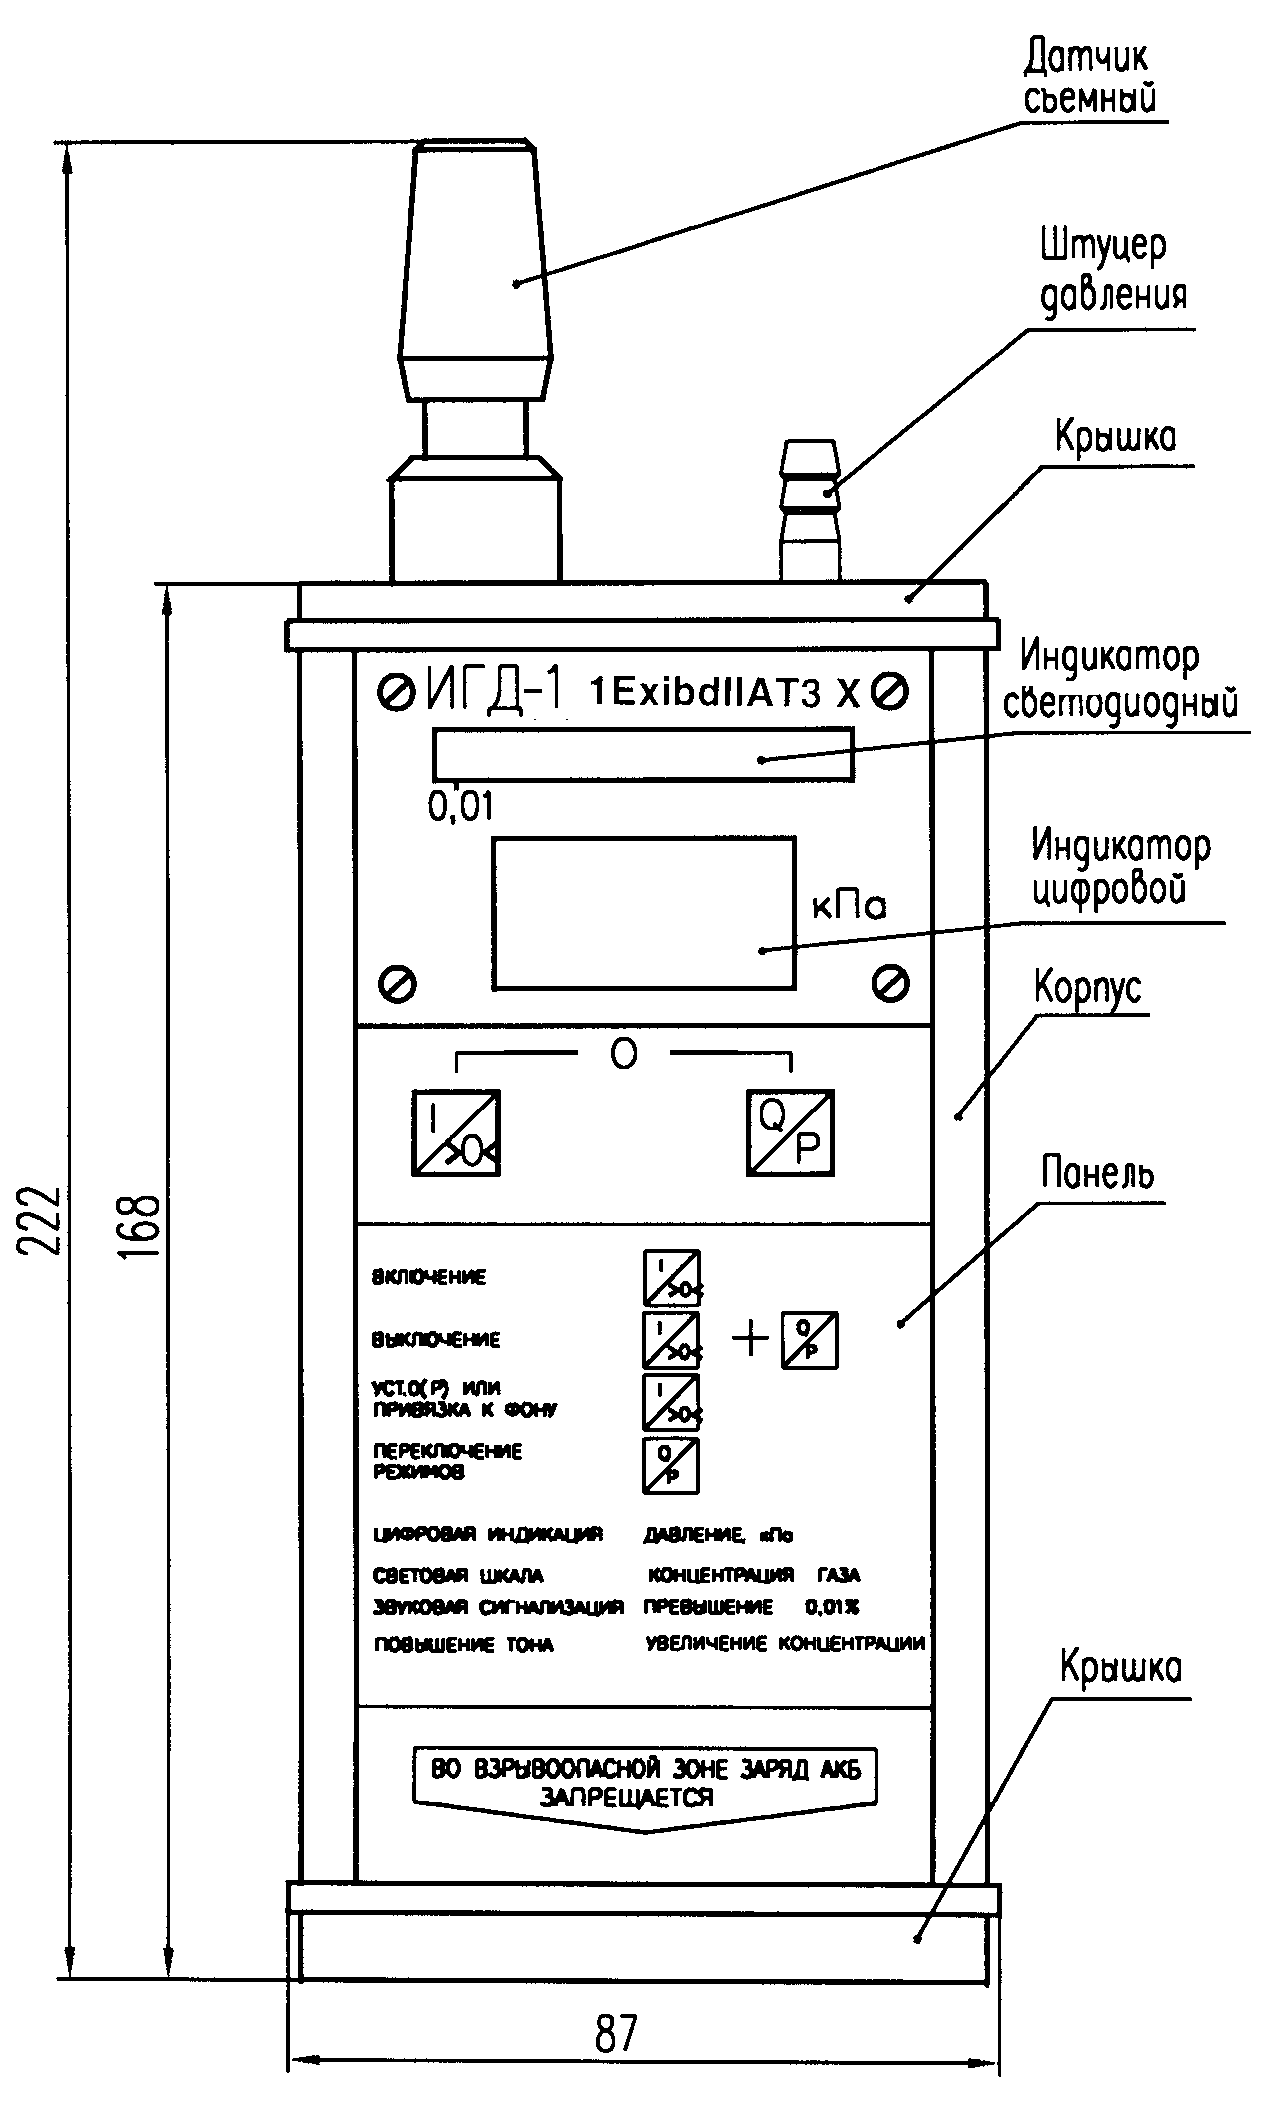 Датчик
сьемный
Штуцер
давления
Крышка
Индикатор
светодиодный
ИГД-1 1ExibdIIAT3 X
0,01
Индикатор
цифровой
кПа
Корпус
O
I
>O<
Q
P
Панель
222
168
ВКЛЮЧЕНИЕ I >O<
ВЫКЛЮЧЕНИЕ I >O< + Q P
УСТ.О(Р) ИЛИ
ПРИВЯЗКА К ФОНУ I >O<
ПЕРЕКЛЮЧЕНИЕ
РЕЖИМОВ Q P
ЦИФРОВАЯ ИНДИКАЦИЯ ДАВЛЕНИЕ, кПа
СВЕТОВАЯ ШКАЛА КОНЦЕНТРАЦИЯ ГАЗА
ЗВУКОВАЯ СИГНАЛИЗАЦИЯ ПРЕВЫШЕНИЕ 0,01%
ПОВЫШЕНИЕ ТОНА УВЕЛИЧЕНИЕ КОНЦЕНТРАЦИИ
Крышка
ВО ВЗРЫВООПАСНОЙ ЗОНЕ ЗАРЯД АКБ
ЗАПРЕЩАЕТСЯ
87